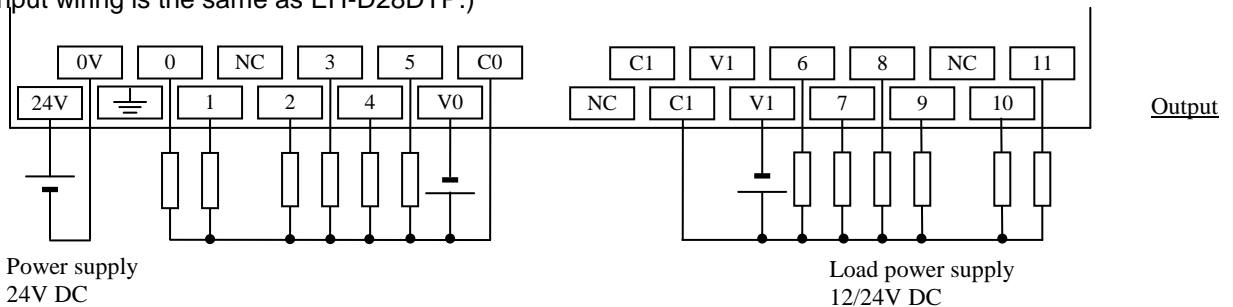 nput wiring is the same as EH-D28DTP.)
0V 0 NC 3 5 C0 C1 V1 6 8 NC 11
24V 1 2 4 V0 NC C1 V1 7 9 10
Output
Power supply
24V DC
Load power supply
12/24V DC